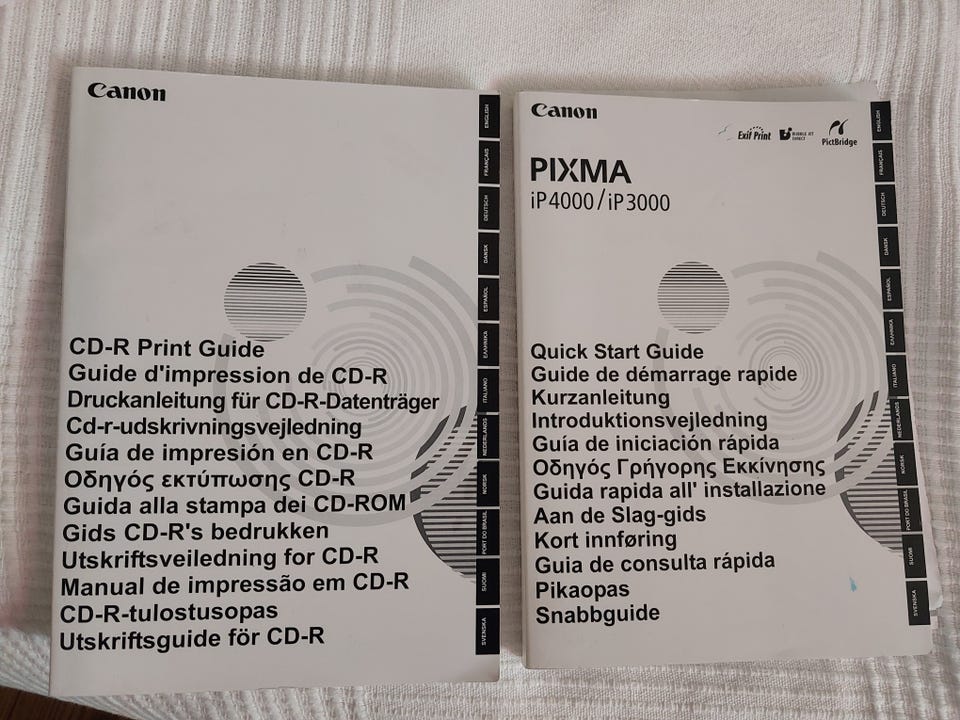 Canon
CD-R Print Guide
Guide d'impression de CD-R
Druckanleitung für CD-R-Datenträger
Cd-r-udskrivningsvejledning
Guía de impresión en CD-R
Οδηγός εκτύπωσης CD-R
Guida alla stampa dei CD-ROM
Gids CD-R's bedrukken
Utskriftsveiledning for CD-R
Manual de impressão em CD-R
CD-R-tulostusopas
Utskriftsguide för CD-R
ENGLISH
FRANÇAIS
DEUTSCH
DANSK
ESPAÑOL
ΕΛΛΗΝΙΚΑ
ITALIANO
NEDERLANDS
NORSK
PORT DO BRASIL
SUOMI
SVENSKA
Canon
Exif Print
BUBBLE JET
DIRECT
PictBridge
PIXMA
iP4000/iP3000
Quick Start Guide
Guide de démarrage rapide
Kurzanleitung
Introduktionsvejledning
Guía de iniciación rápida
Οδηγός Γρήγορης Εκκίνησης
Guida rapida all' installazione
Aan de Slag-gids
Kort innføring
Guia de consulta rápida
Pikaopas
Snabbguide
ENGLISH
FRANÇAIS
DEUTSCH
DANSK
ESPAÑOL
ΕΛΛΗΝΙΚΑ
ITALIANO
NEDERLANDS
NORSK
PORT DO BRASIL
SUOMI
SVENSKA